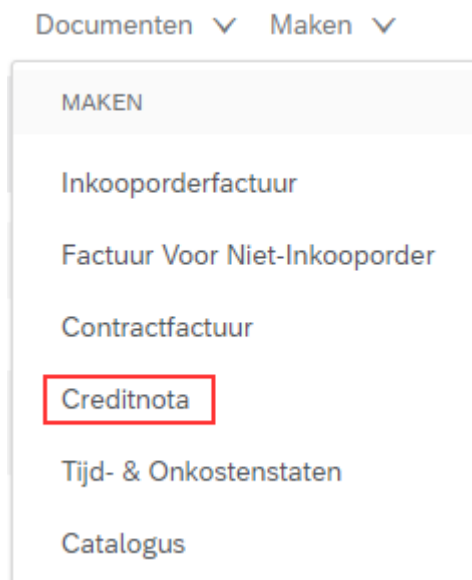 Documenten Maken
MAKEN
Inkooporderfactuur
Factuur Voor Niet-Inkooporder
Contractfactuur
Creditnota
Tijd- & Onkostenstaten
Catalogus